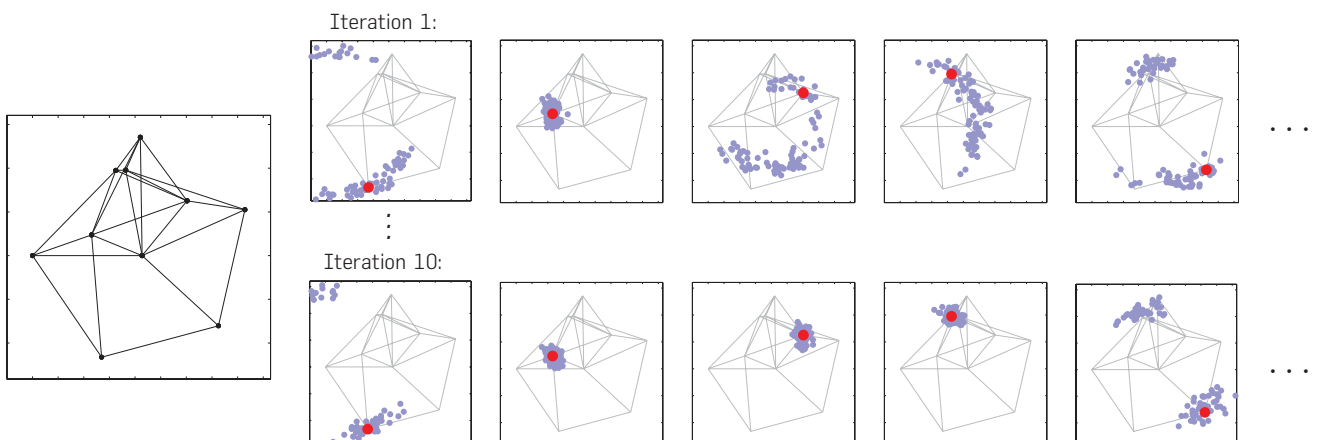 Iteration 1:
. . .
Iteration 10:
. . .